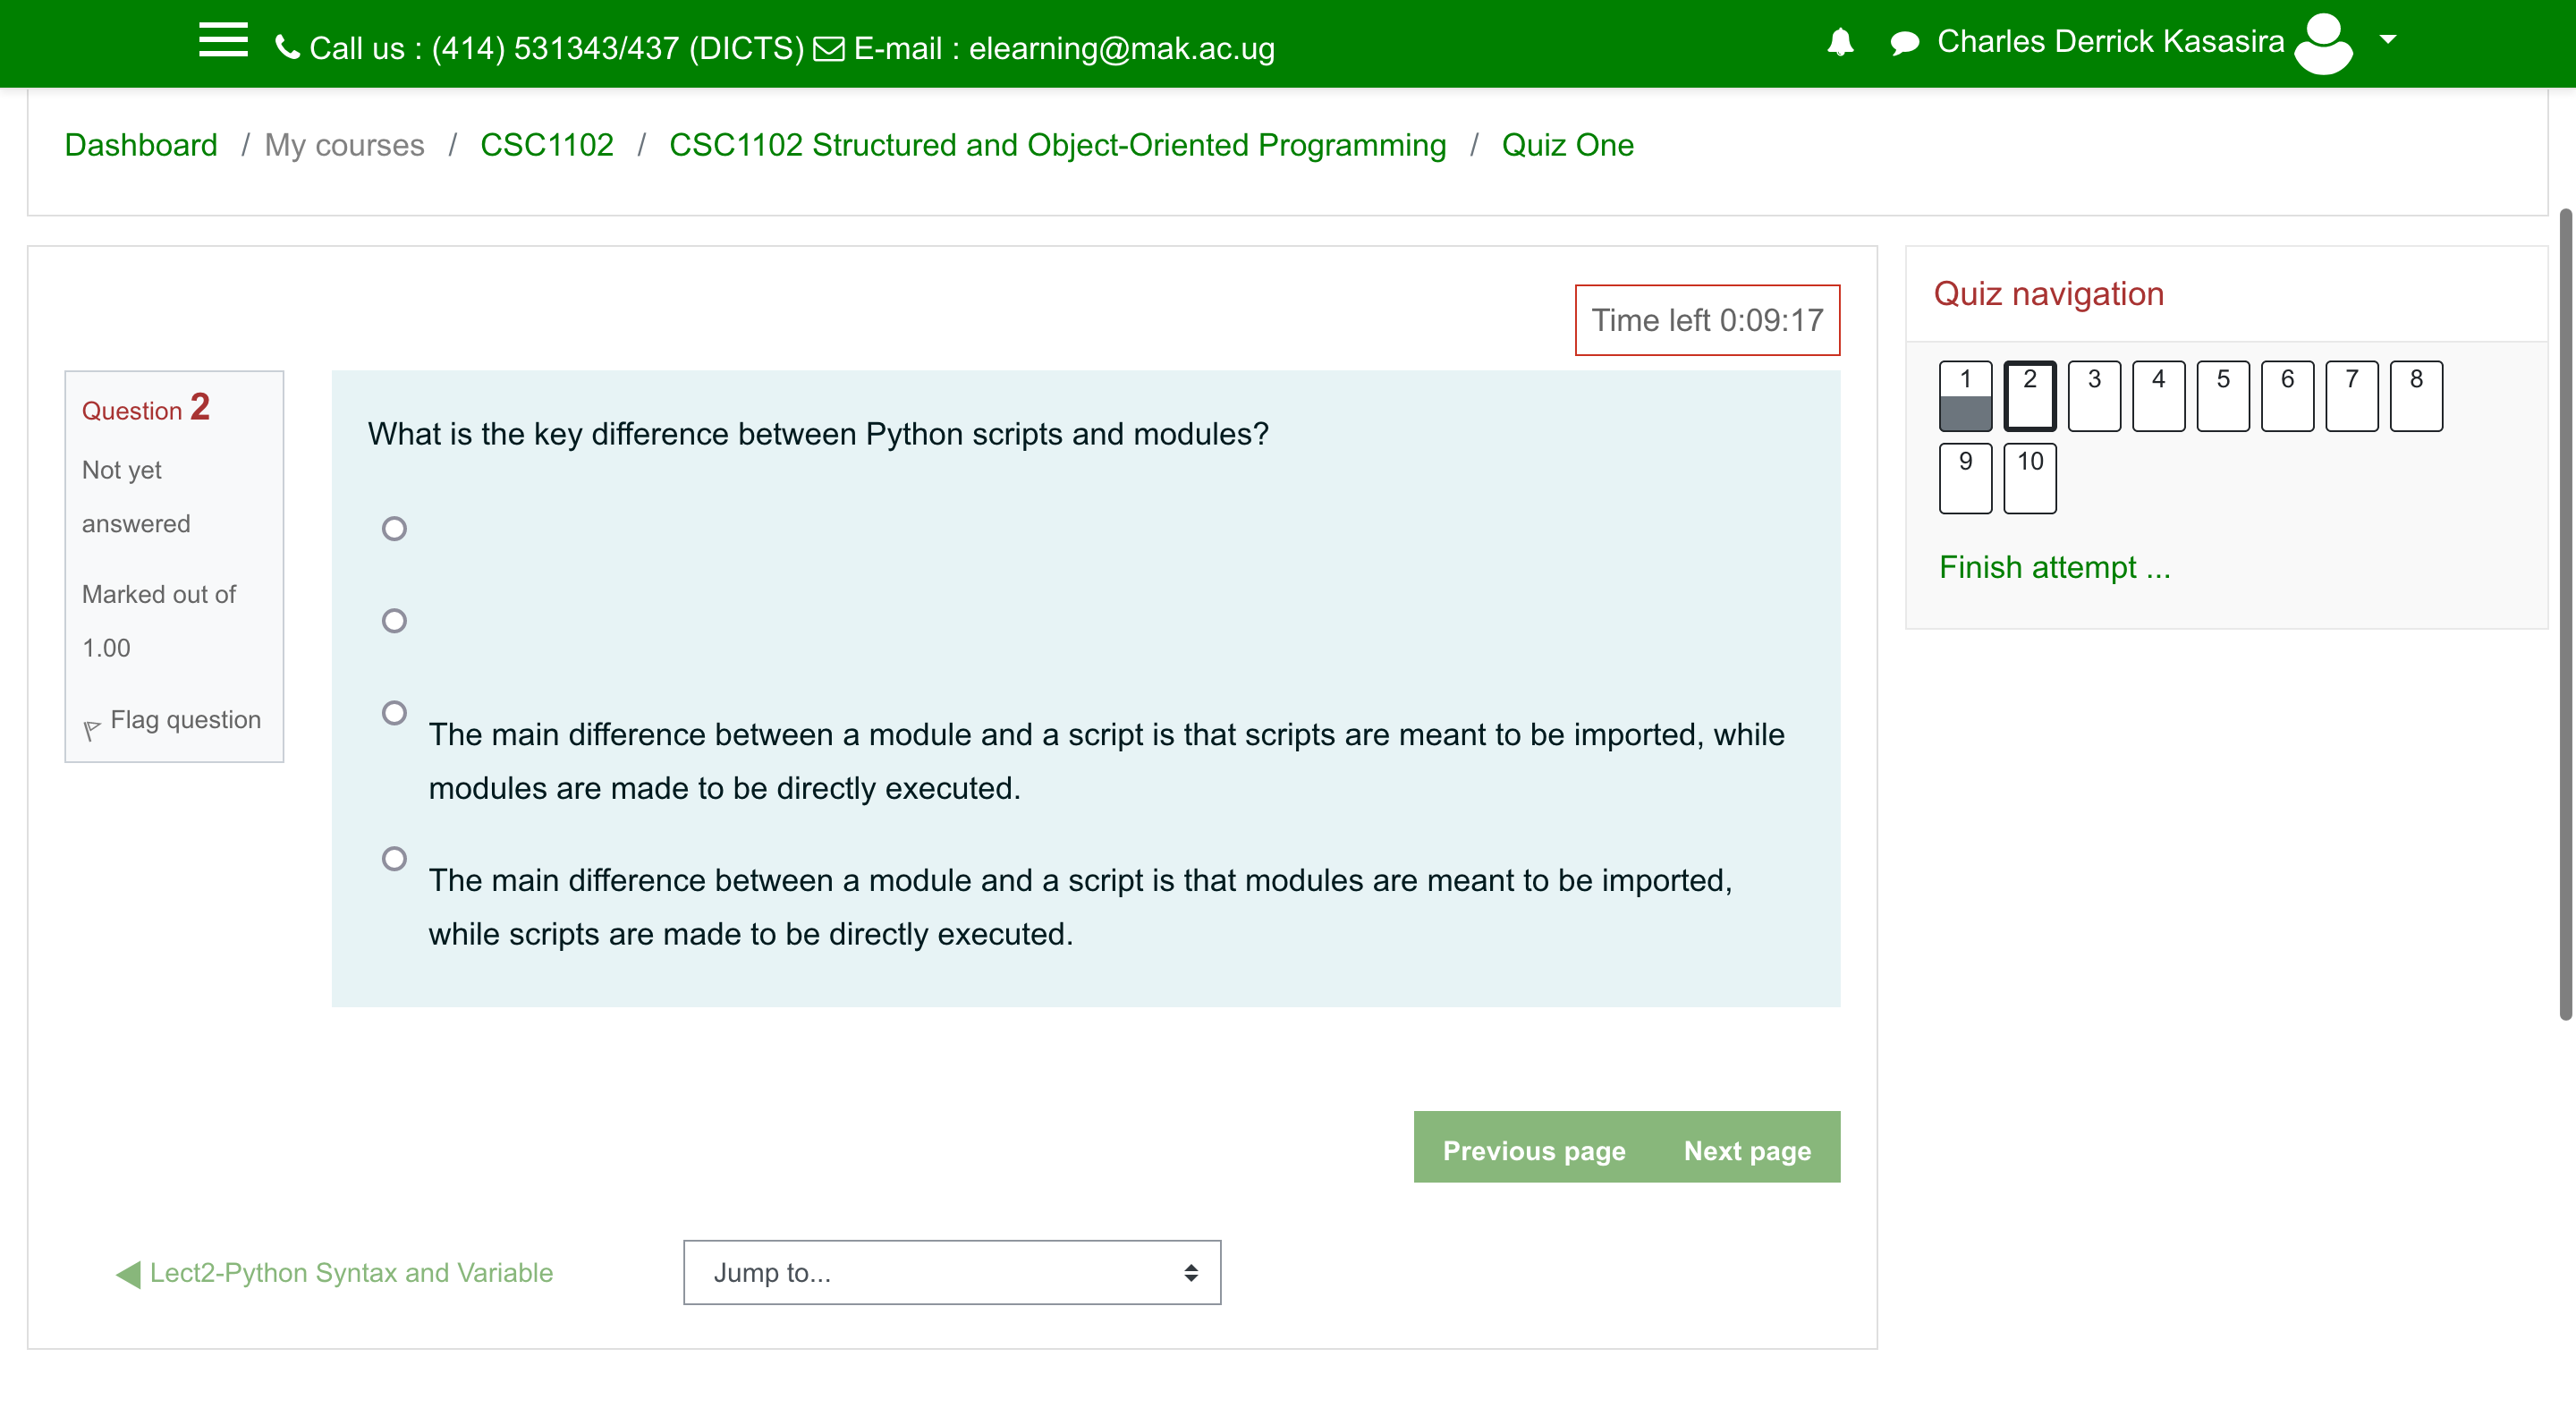 Call us : (414) 531343/437 (DICTS) E-mail : elearning@mak.ac.ug
Charles Derrick Kasasira
Dashboard / My courses / CSC1102 / CSC1102 Structured and Object-Oriented Programming / Quiz One
Time left 0:09:17
Question 2
Not yet
answered
Marked out of
1.00
Flag question
What is the key difference between Python scripts and modules?
The main difference between a module and a script is that scripts are meant to be imported, while
modules are made to be directly executed.
The main difference between a module and a script is that modules are meant to be imported,
while scripts are made to be directly executed.
Previous page Next page
Lect2-Python Syntax and Variable
Jump to...
Quiz navigation
1 2 3 4 5 6 7 8
9 10
Finish attempt ...